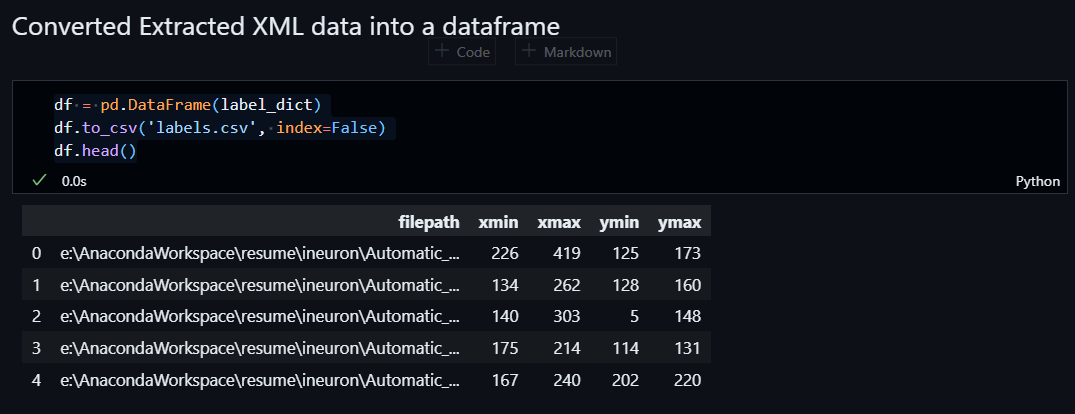 Converted Extracted XML data into a dataframe
+ Code + Markdown
df = pd.DataFrame(label_dict)
df.to_csv('labels.csv', index=False)
df.head()
0.0s Python
filepath xmin xmax ymin ymax
0 e:\AnacondaWorkspace\resume\ineuron\Automatic_... 226 419 125 173
1 e:\AnacondaWorkspace\resume\ineuron\Automatic_... 134 262 128 160
2 e:\AnacondaWorkspace\resume\ineuron\Automatic_... 140 303 5 148
3 e:\AnacondaWorkspace\resume\ineuron\Automatic_... 175 214 114 131
4 e:\AnacondaWorkspace\resume\ineuron\Automatic_... 167 240 202 220